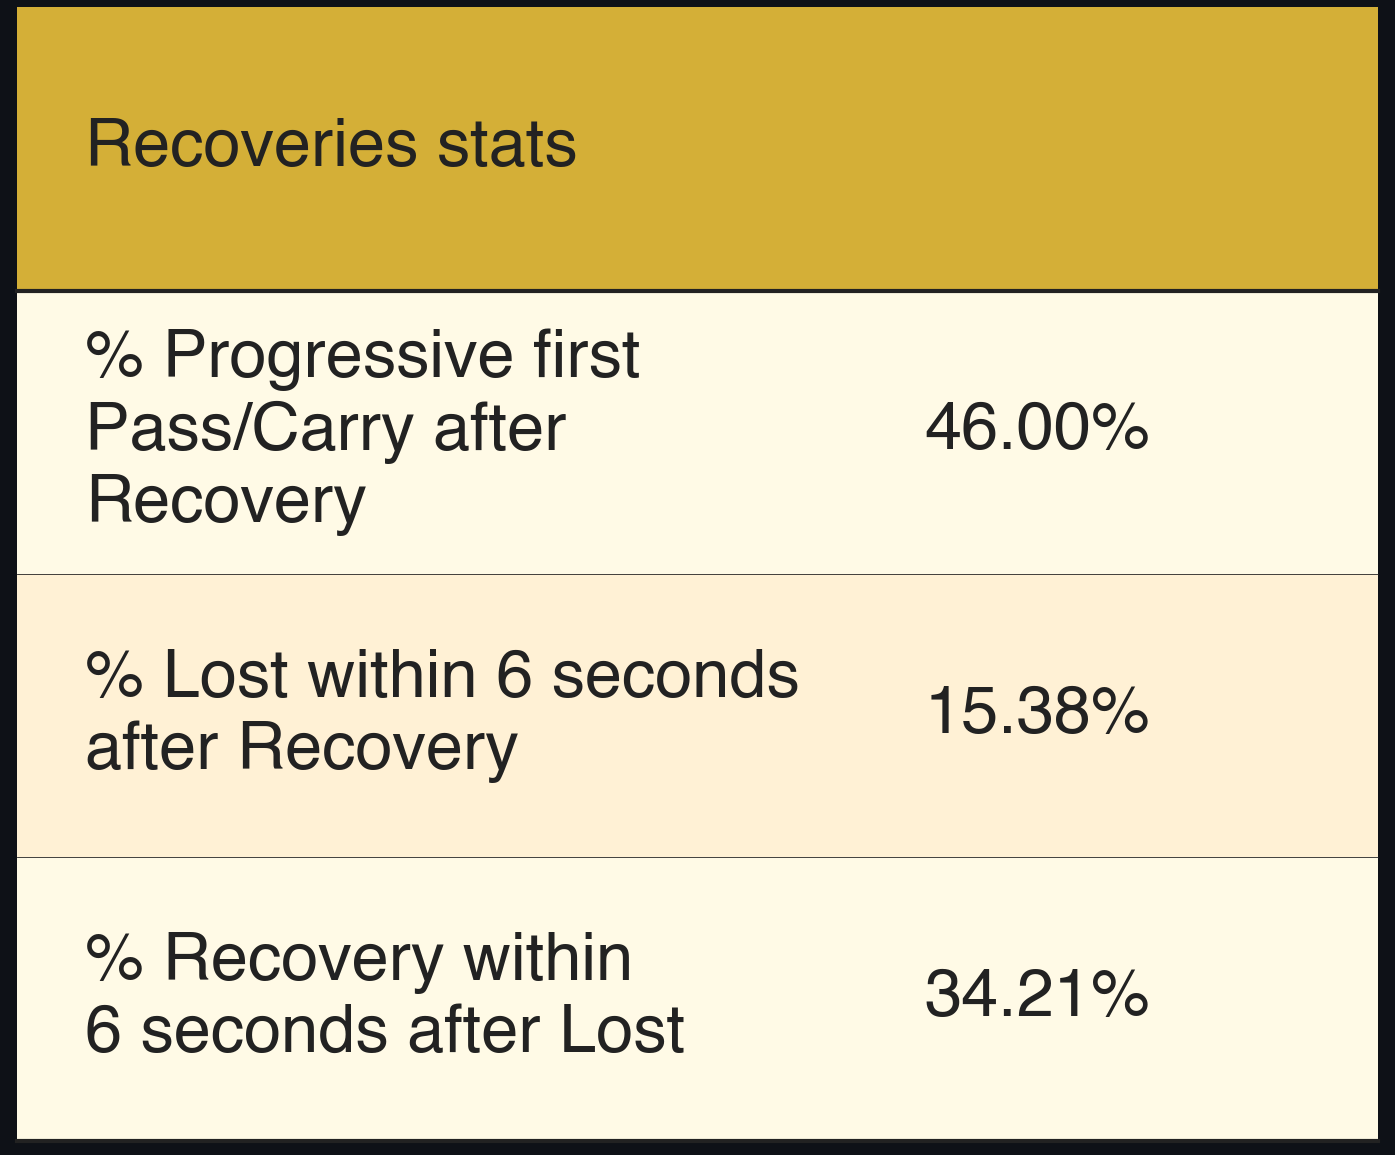 Recoveries stats
% Progressive first
Pass/Carry after
Recovery
46.00%
% Lost within 6 seconds
after Recovery
15.38%
% Recovery within
6 seconds after Lost
34.21%